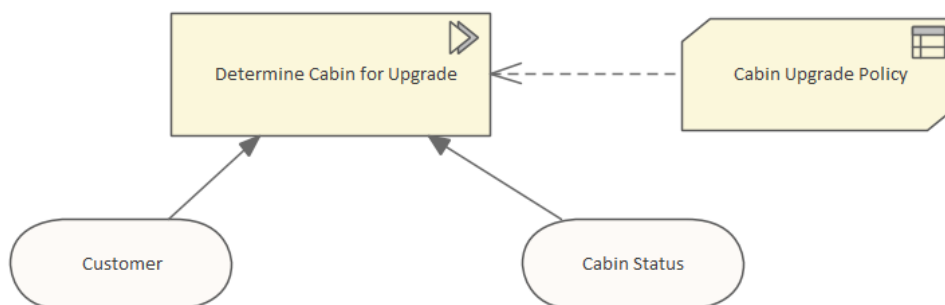 Determine Cabin for Upgrade
Cabin Upgrade Policy
Customer
Cabin Status